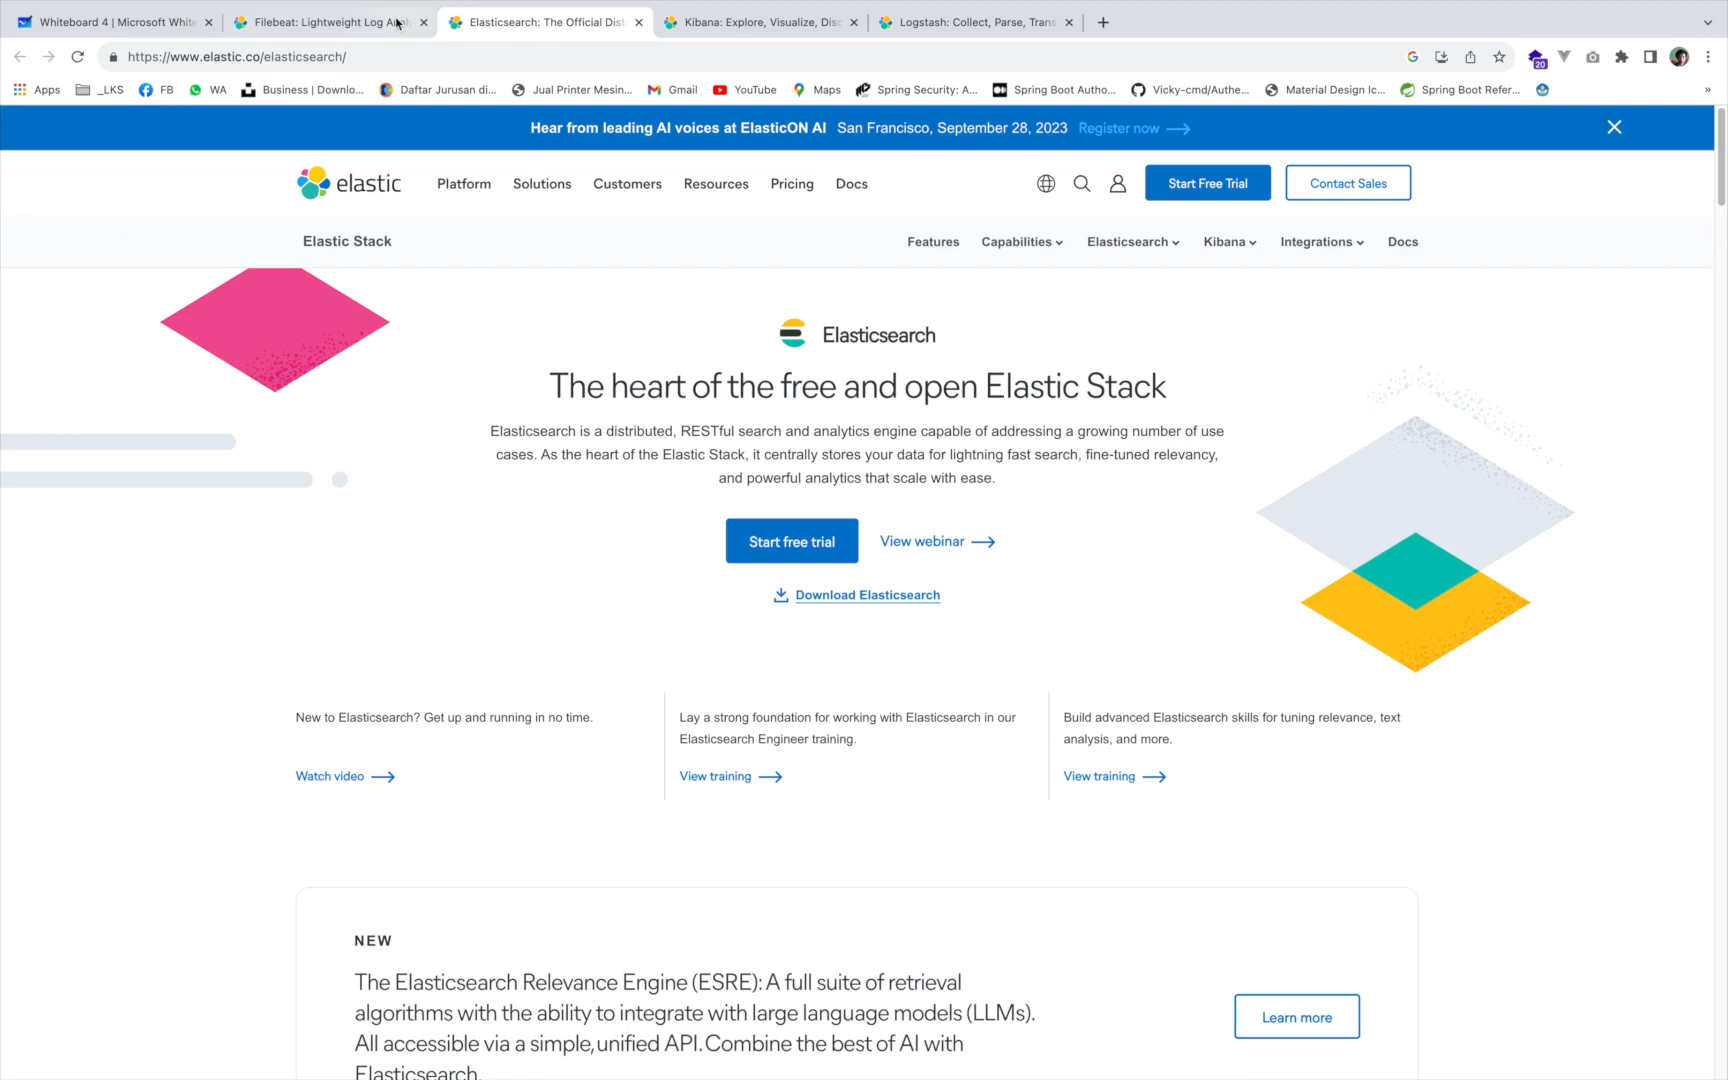 Whiteboard 4 | Microsoft White
Filebeat: Lightweight Log Analy
Elasticsearch: The Official Dist
Kibana: Explore, Visualize, Disc
Logstash: Collect, Parse, Trans
https://www.elastic.co/elasticsearch/
20
Apps
_LKS
FB
WA
Business | Downlo...
Daftar Jurusan di...
Jual Printer Mesin...
Gmail
YouTube
Maps
Spring Security: A...
Spring Boot Autho...
Vicky-cmd/Authe...
Material Design Ic...
Spring Boot Refer...
»
Hear from leading AI voices at ElasticON AI San Francisco, September 28, 2023 Register now
elastic
Platform
Solutions
Customers
Resources
Pricing
Docs
Start Free Trial
Contact Sales
Elastic Stack
Features
Capabilities
Elasticsearch
Kibana
Integrations
Docs
Elasticsearch
The heart of the free and open Elastic Stack
Elasticsearch is a distributed, RESTful search and analytics engine capable of addressing a growing number of use
cases. As the heart of the Elastic Stack, it centrally stores your data for lightning fast search, fine-tuned relevancy,
and powerful analytics that scale with ease.
Start free trial
View webinar
Download Elasticsearch
New to Elasticsearch? Get up and running in no time.
Watch video
Lay a strong foundation for working with Elasticsearch in our
Elasticsearch Engineer training.
View training
Build advanced Elasticsearch skills for tuning relevance, text
analysis, and more.
View training
NEW
The Elasticsearch Relevance Engine (ESRE): A full suite of retrieval
algorithms with the ability to integrate with large language models (LLMs).
All accessible via a simple, unified API. Combine the best of AI with
Elasticsearch.
Learn more